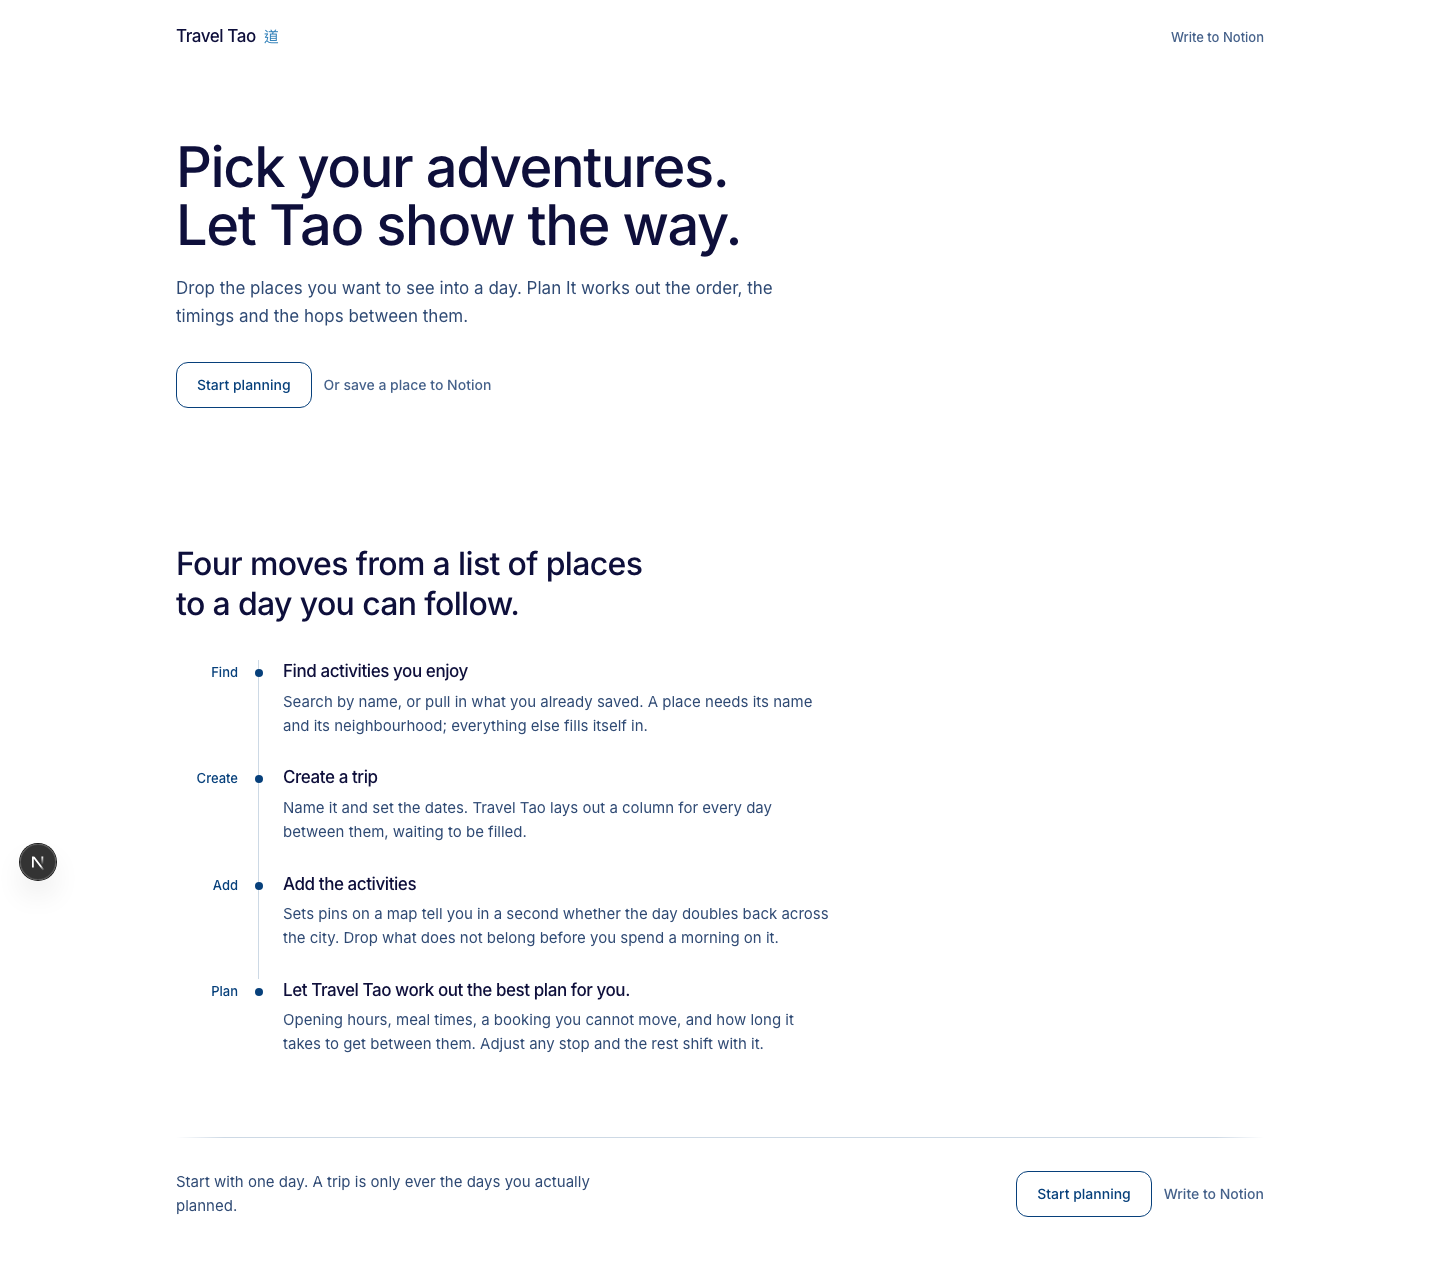 Travel Tao 道
Write to Notion
Pick your adventures.
Let Tao show the way.
Drop the places you want to see into a day. Plan It works out the order, the
timings and the hops between them.
Start planning
Or save a place to Notion
Four moves from a list of places
to a day you can follow.
Find
Find activities you enjoy
Search by name, or pull in what you already saved. A place needs its name
and its neighbourhood; everything else fills itself in.
Create
Create a trip
Name it and set the dates. Travel Tao lays out a column for every day
between them, waiting to be filled.
Add
Add the activities
Sets pins on a map tell you in a second whether the day doubles back across
the city. Drop what does not belong before you spend a morning on it.
Plan
Let Travel Tao work out the best plan for you.
Opening hours, meal times, a booking you cannot move, and how long it
takes to get between them. Adjust any stop and the rest shift with it.
N
Start with one day. A trip is only ever the days you actually
planned.
Start planning
Write to Notion